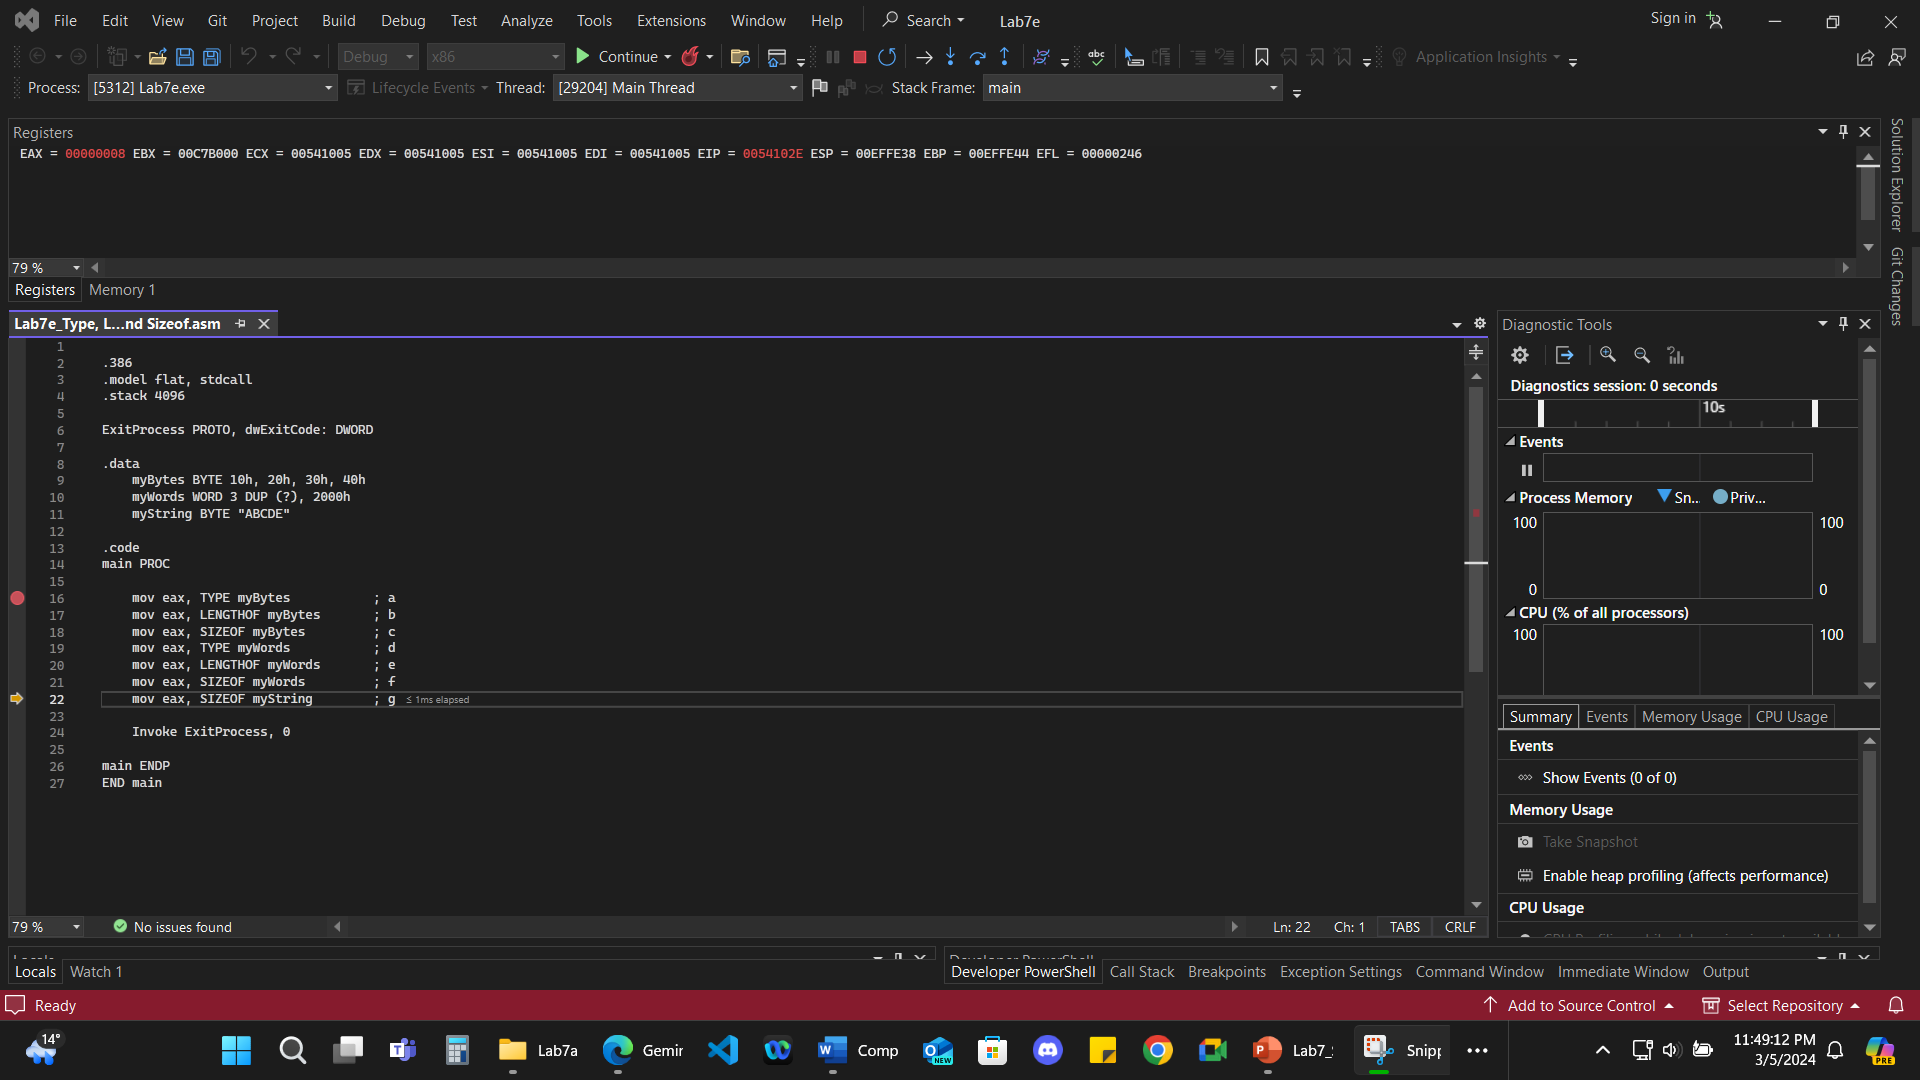 File Edit View Git Project Build Debug Test Analyze Tools Extensions Window Help Search Lab7e Sign in
Debug x86 Continue Application Insights
Process: [5312] Lab7e.exe Lifecycle Events Thread: [29204] Main Thread Stack Frame: main
Registers
EAX = 00000008 EBX = 00C7B000 ECX = 00541005 EDX = 00541005 ESI = 00541005 EDI = 00541005 EIP = 0054102E ESP = 00EFFE38 EBP = 00EFFE44 EFL = 00000246
79 %
Registers Memory 1
Solution Explorer
Git Changes
Lab7e_Type, L...nd Sizeof.asm
1
2 .386
3 .model flat, stdcall
4 .stack 4096
5
6 ExitProcess PROTO, dwExitCode: DWORD
7
8 .data
9 myBytes BYTE 10h, 20h, 30h, 40h
10 myWords WORD 3 DUP (?), 2000h
11 myString BYTE "ABCDE"
12
13 .code
14 main PROC
15
16 mov eax, TYPE myBytes ; a
17 mov eax, LENGTHOF myBytes ; b
18 mov eax, SIZEOF myBytes ; c
19 mov eax, TYPE myWords ; d
20 mov eax, LENGTHOF myWords ; e
21 mov eax, SIZEOF myWords ; f
22 mov eax, SIZEOF myString ; g ≤ 1ms elapsed
23
24 Invoke ExitProcess, 0
25
26 main ENDP
27 END main
79 % No issues found Ln: 22 Ch: 1 TABS CRLF
Diagnostic Tools
Diagnostics session: 0 seconds
10s
Events
Process Memory Sn... Priv...
100 100
0 0
CPU (% of all processors)
100 100
Summary Events Memory Usage CPU Usage
Events
Show Events (0 of 0)
Memory Usage
Take Snapshot
Enable heap profiling (affects performance)
CPU Usage
Locals Developer PowerShell
Locals Watch 1
Developer PowerShell Call Stack Breakpoints Exception Settings Command Window Immediate Window Output
Ready Add to Source Control Select Repository
14° Lab7a Gemir Comp NEW Lab7_ Snipp 11:49:12 PM
3/5/2024
PRE